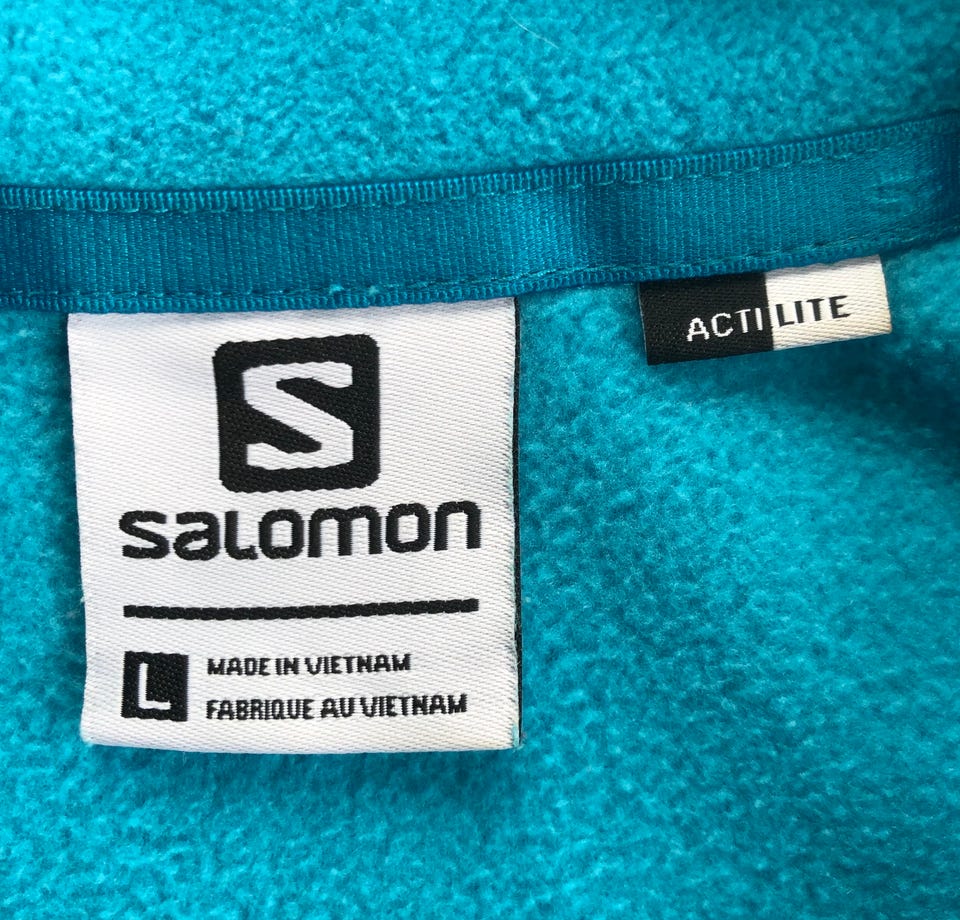 S
salomon
L
MADE IN VIETNAM
FABRIQUE AU VIETNAM
ACTILITE